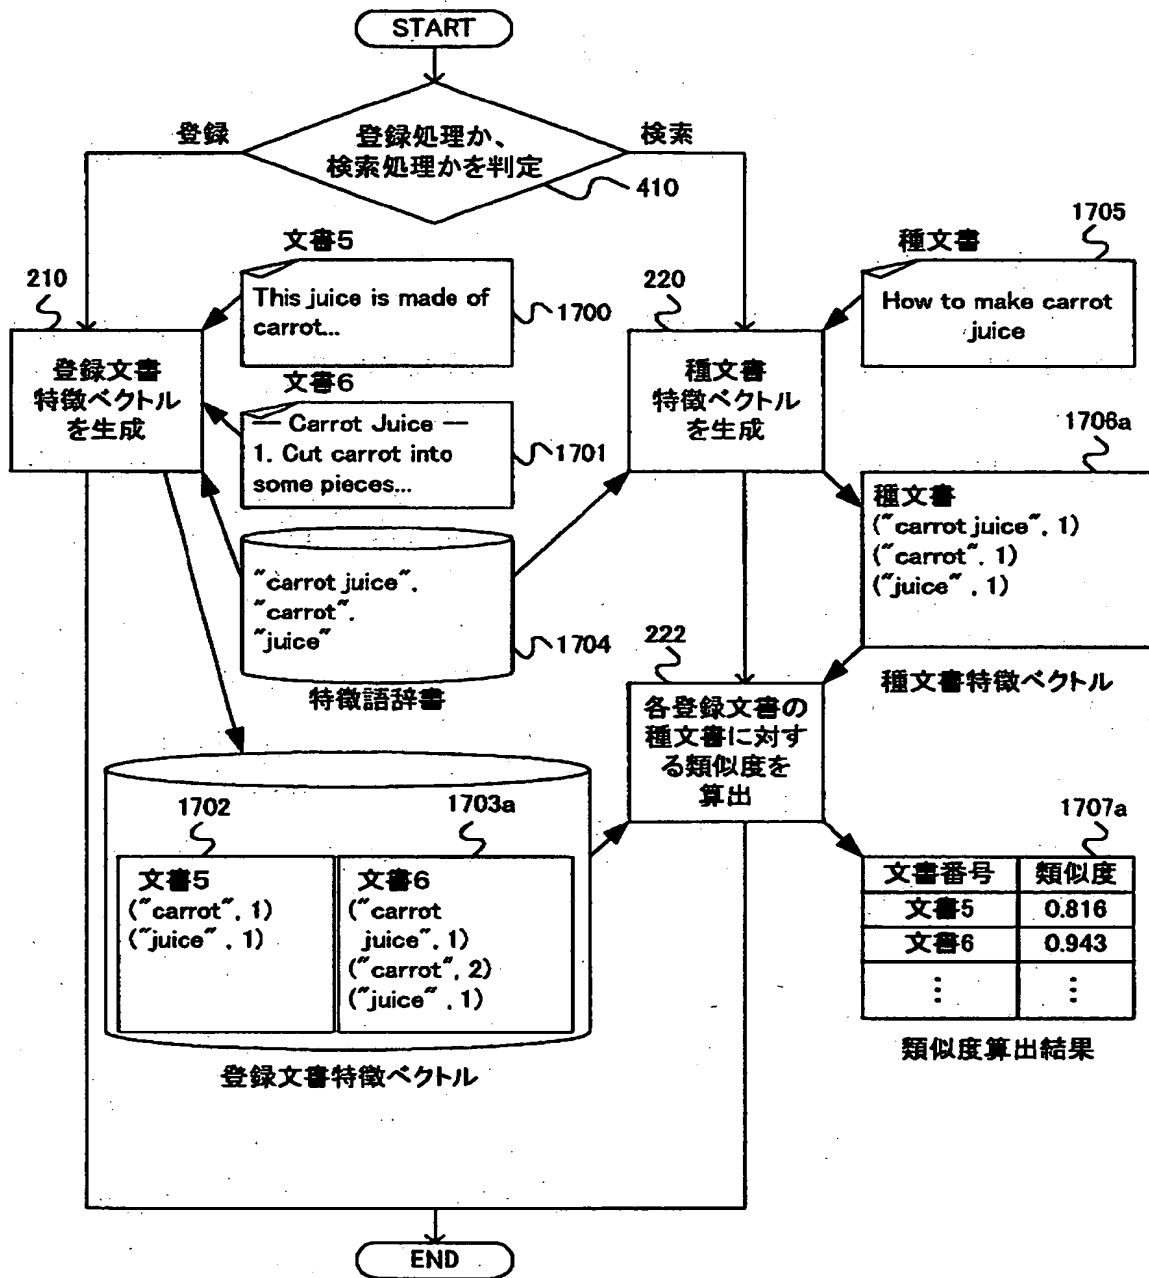 START
登録
登録処理か、
検索処理かを判定
検索
410
文書5
This juice is made of
carrot...
1700
210
登録文書
特徴ベクトル
を生成
文書6
— Carrot Juice —
1. Cut carrot into
some pieces...
1701
"carrot juice",
"carrot",
"juice"
1704
特徴語辞書
220
種文書
特徴ベクトル
を生成
種文書
1705
How to make carrot
juice
1706a
種文書
("carrot juice", 1)
("carrot", 1)
("juice", 1)
種文書特徴ベクトル
222
各登録文書の
種文書に対す
る類似度を
算出
1702
文書5
("carrot", 1)
("juice", 1)
1703a
文書6
("carrot
juice", 1)
("carrot", 2)
("juice", 1)
登録文書特徴ベクトル
1707a
文書番号 類似度
文書5 0.816
文書6 0.943
⋮ ⋮
類似度算出結果
END